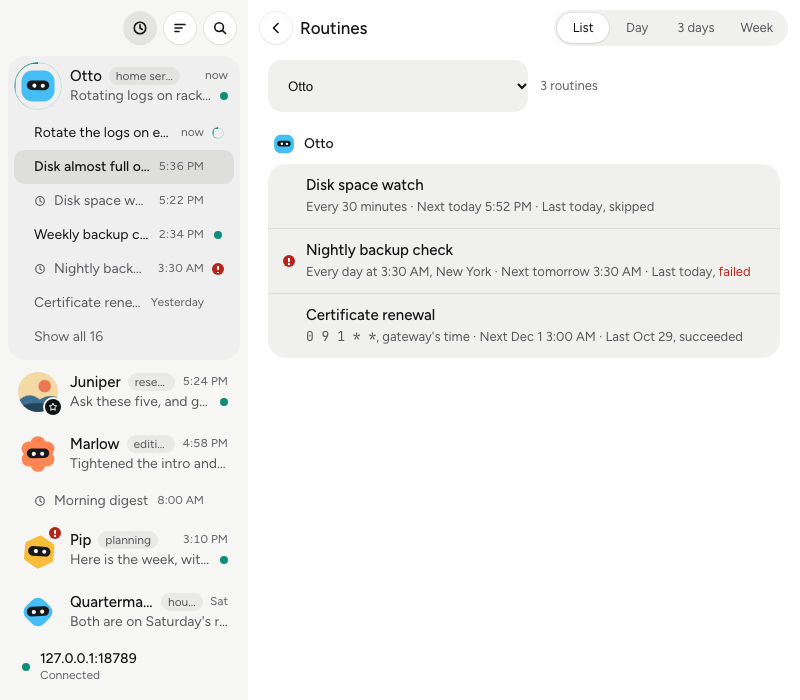 Otto home ser... now
Rotating logs on rack...
Rotate the logs on e... now
Disk almost full o... 5:36 PM
Disk space w... 5:22 PM
Weekly backup c... 2:34 PM
Nightly back... 3:30 AM
Certificate rene... Yesterday
Show all 16
Juniper rese... 5:24 PM
Ask these five, and g...
Marlow editi... 4:58 PM
Tightened the intro and...
Morning digest 8:00 AM
Pip planning 3:10 PM
Here is the week, wit...
Quarterma... hou... Sat
Both are on Saturday's r...
127.0.0.1:18789
Connected
Routines
List Day 3 days Week
Otto 3 routines
Otto
Disk space watch
Every 30 minutes · Next today 5:52 PM · Last today, skipped
Nightly backup check
Every day at 3:30 AM, New York · Next tomorrow 3:30 AM · Last today, failed
Certificate renewal
0 9 1 * *, gateway's time · Next Dec 1 3:00 AM · Last Oct 29, succeeded